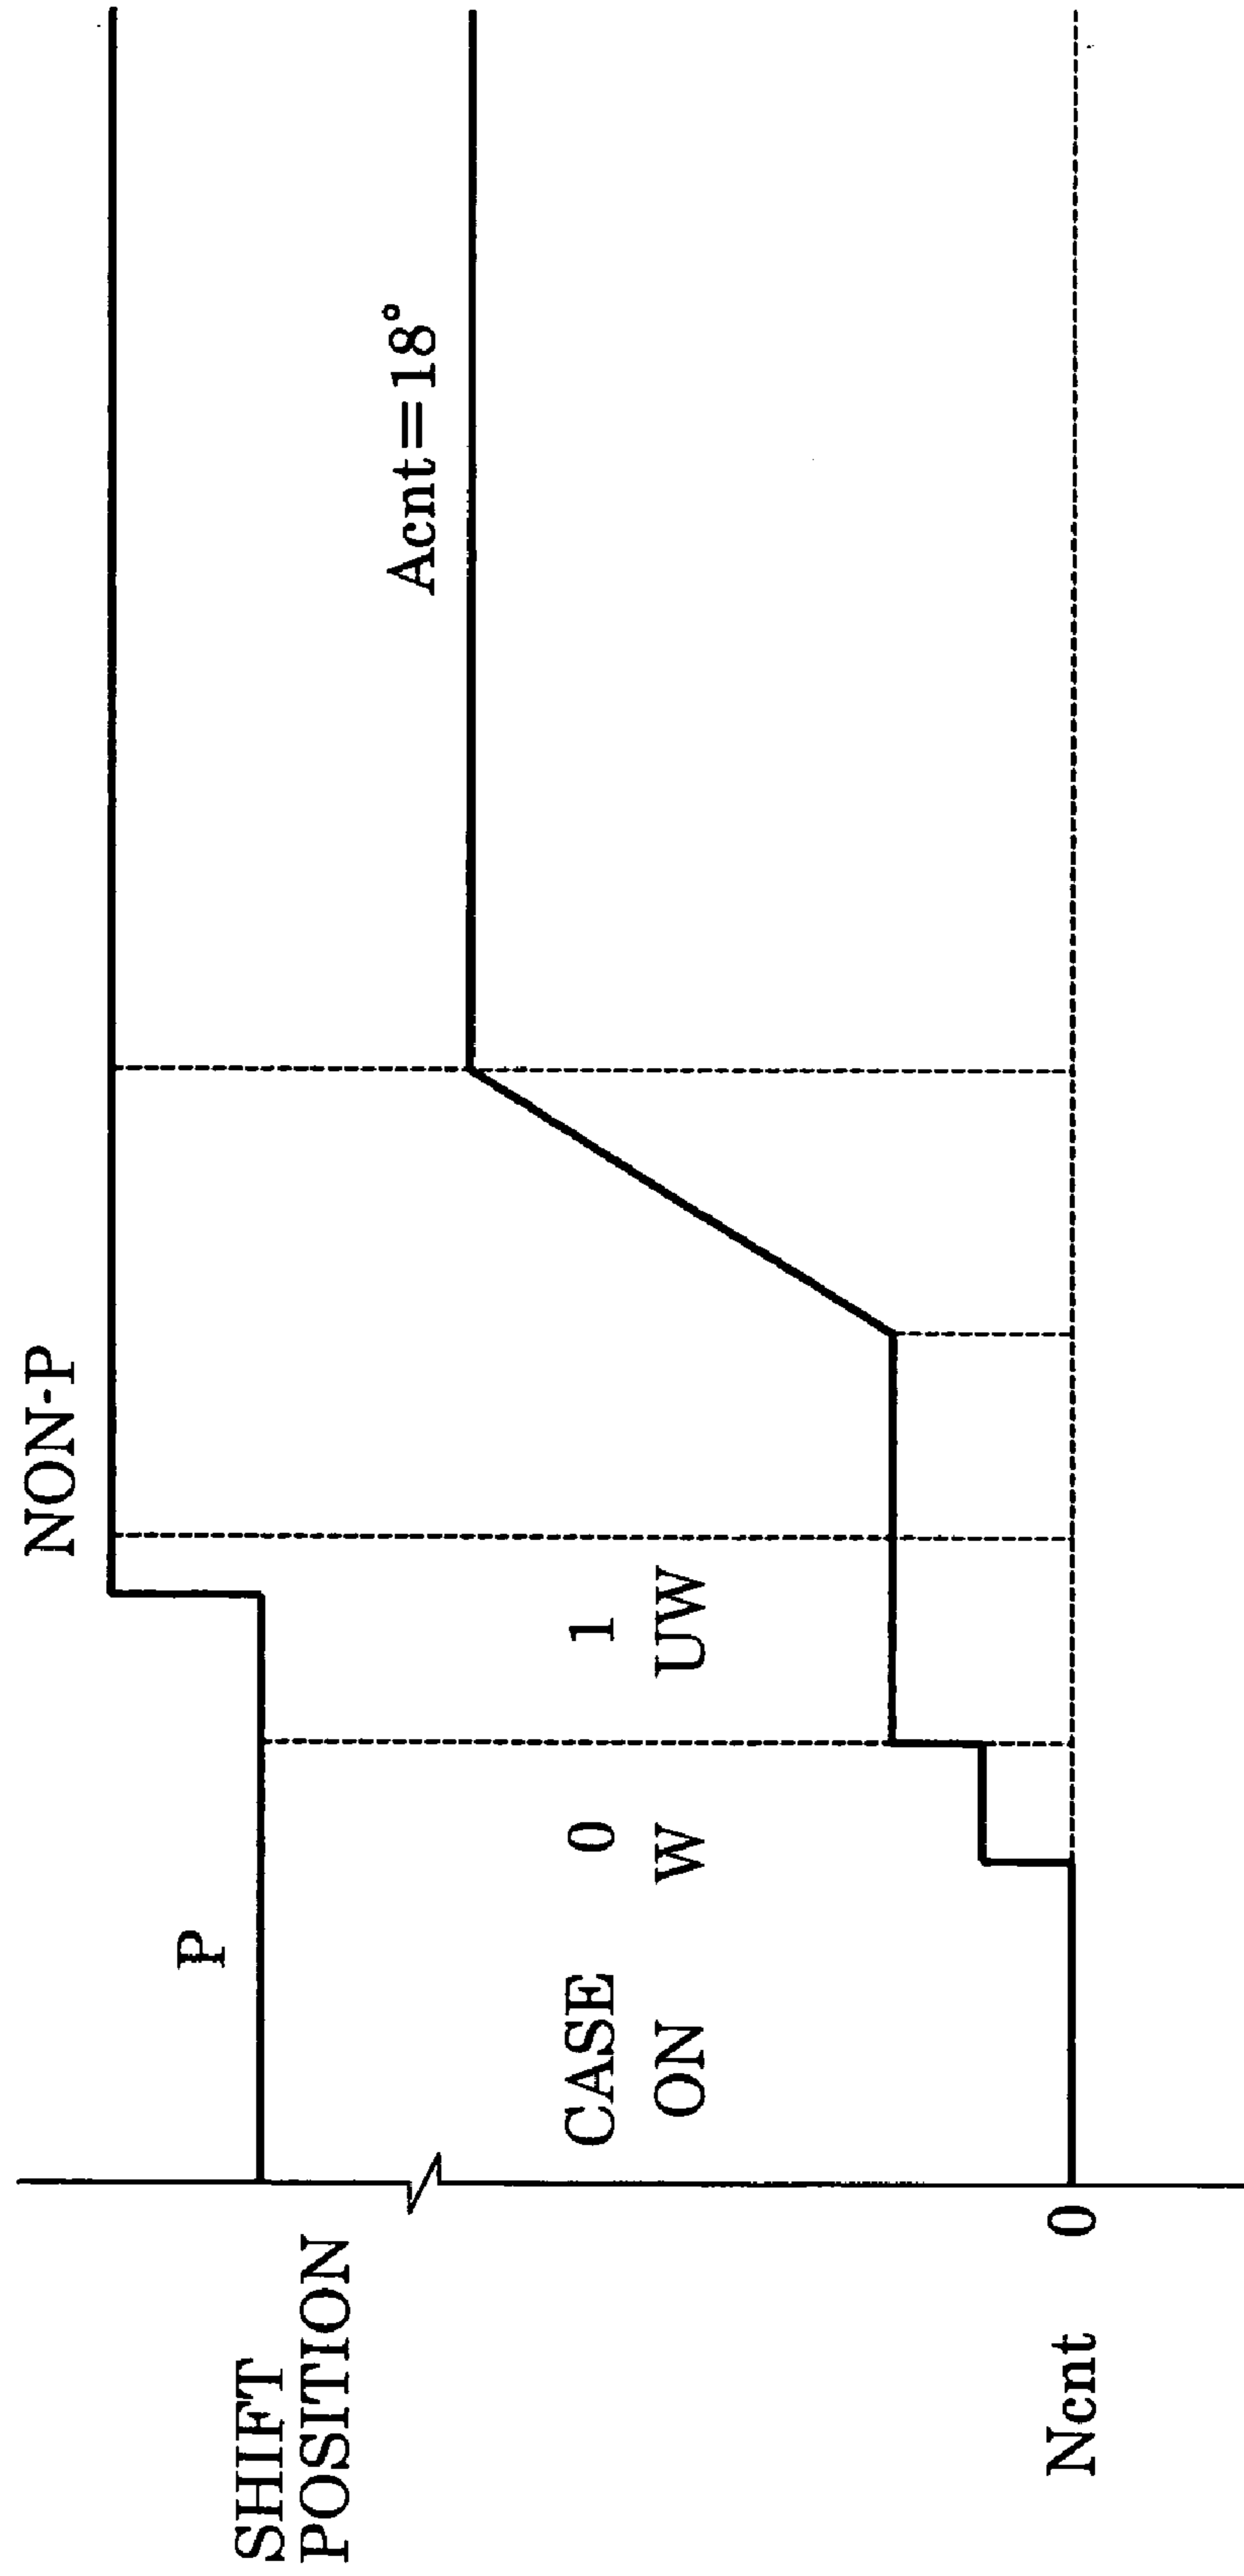 NON-P
P
SHIFT
POSITION
Acnt=18°
CASE 0 1
ON W UW
Ncnt 0